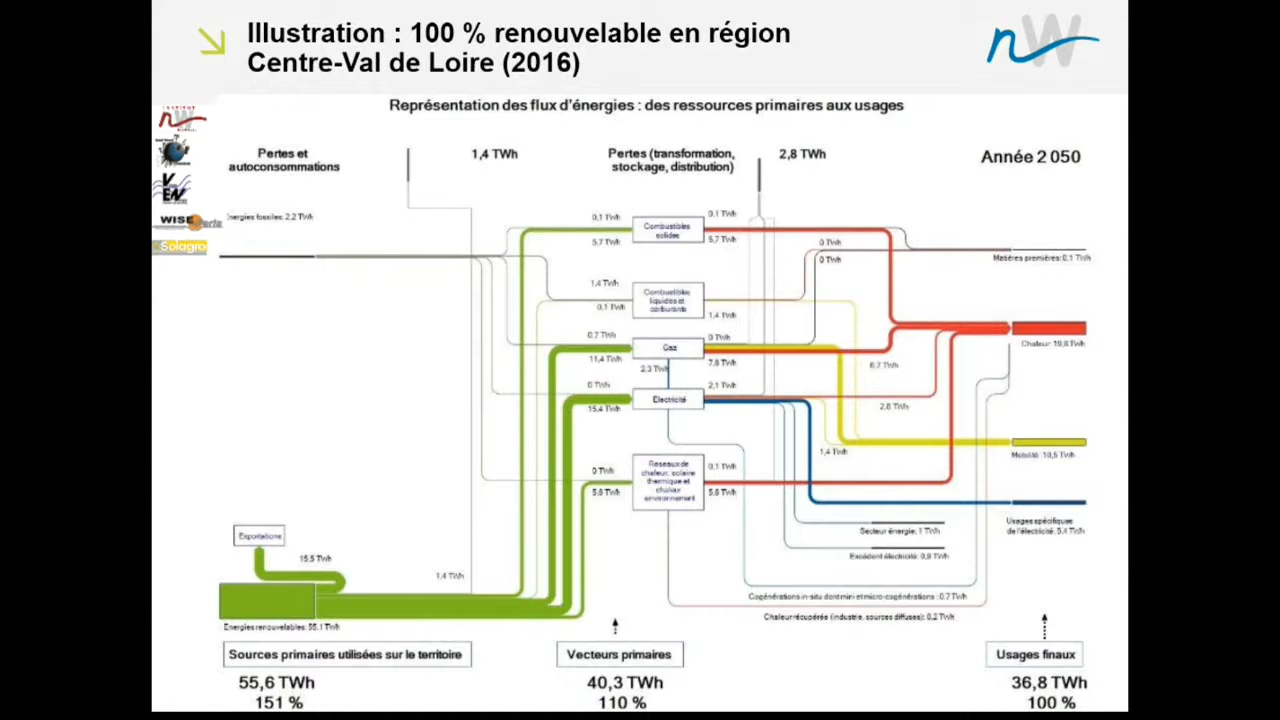 Illustration : 100 % renouvelable en région
Centre-Val de Loire (2016)
nW
Représentation des flux d'énergies : des ressources primaires aux usages
Pertes et
autoconsommations
1,4 TWh
Pertes (transformation,
stockage, distribution)
2,8 TWh
Année 2 050
nW
VEN
WISE
Paris
Solagro
Energies fossiles: 2.2 TWh
0,1 TWh
5,7 TWh
Combustibles
solides
0,1 TWh
5,7 TWh
0 TWh
0 TWh
Matières premières: 0,1 TWh
1,4 TWh
0,1 TWh
Combustibles
liquides et
carburants
1,4 TWh
0,7 TWh
11,4 TWh
Gaz
0 TWh
7,8 TWh
2,3 TWh
6,7 TWh
Chaleur: 19,8 TWh
0 TWh
15,4 TWh
Electricité
2,1 TWh
2,8 TWh
1,4 TWh
Mobilité: 10,5 TWh
0 TWh
5,6 TWh
Réseaux de
chaleur, solaire
thermique et
chaleur
environnement
0,1 TWh
5,6 TWh
Usages spécifiques
de l'électricité: 5,4 TWh
Secteur énergie: 1 TWh
Excédent électricité: 0,9 TWh
Exportations
15,5 TWh
1,4 TWh
Cogénérations in-situ dont mini et micro-cogénérations : 0,7 TWh
Chaleur récupérée (industrie, sources diffuses): 0,2 TWh
Energies renouvelables: 55,1 TWh
Sources primaires utilisées sur le territoire
Vecteurs primaires
Usages finaux
55,6 TWh
151 %
40,3 TWh
110 %
36,8 TWh
100 %